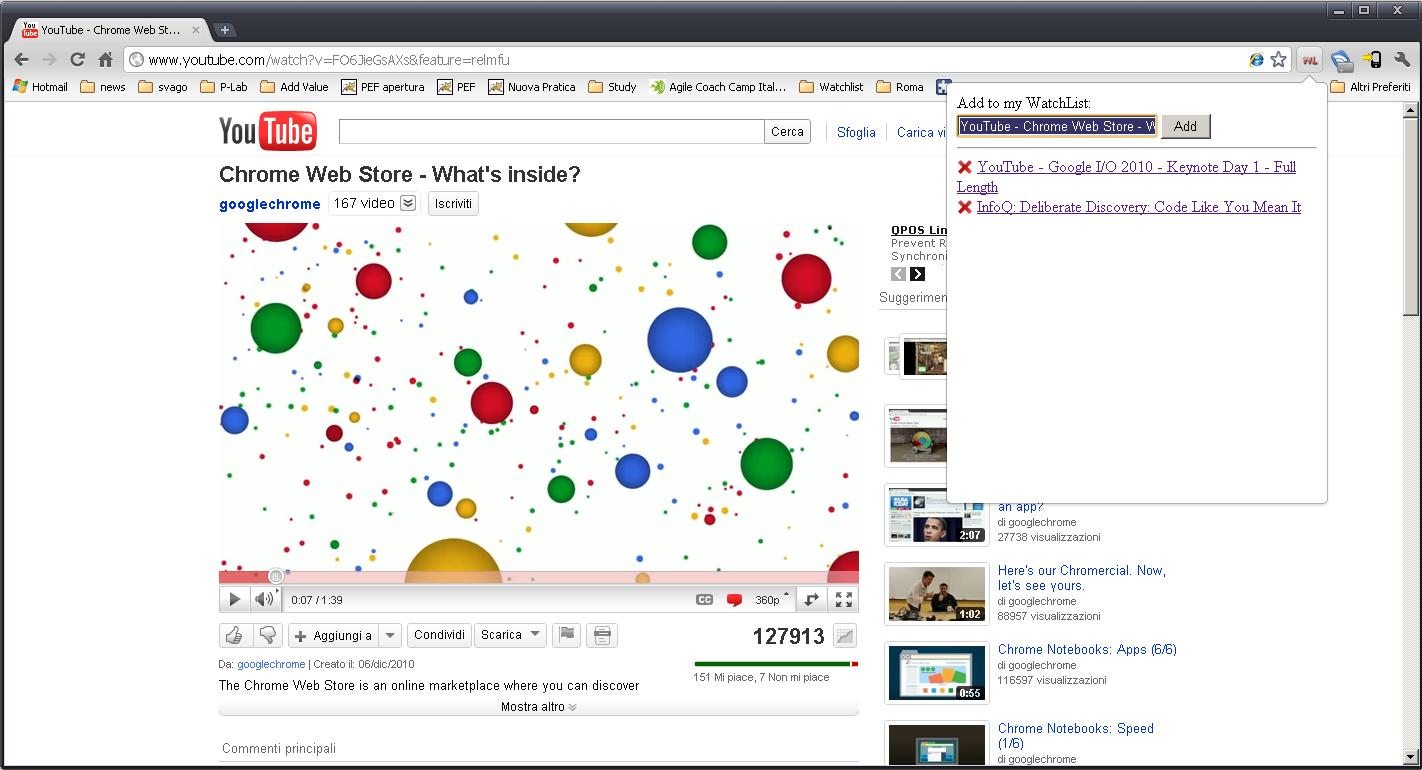 YouTube - Chrome Web St...
www.youtube.com/watch?v=FO6JieGsAXs&feature=relmfu
WL
Hotmail
news
svago
P-Lab
Add Value
PEF apertura
PEF
Nuova Pratica
Study
Agile Coach Camp Ital...
Watchlist
Roma
Altri Preferiti
Add to my WatchList:
YouTube - Chrome Web Store - W
Add
YouTube - Google I/O 2010 - Keynote Day 1 - Full
Length
InfoQ: Deliberate Discovery: Code Like You Mean It
YouTube
Cerca
Sfoglia
Carica vi
Chrome Web Store - What's inside?
googlechrome
167 video
Iscriviti
QPOS Lin
Prevent R
Synchroni
Suggerimen
0:07 / 1:39
CC
360p
Aggiungi a
Condividi
Scarica
127913
Da: googlechrome | Creato il: 06/dic/2010
151 Mi piace, 7 Non mi piace
The Chrome Web Store is an online marketplace where you can discover
Mostra altro
Commenti principali
an app?
di googlechrome
27738 visualizzazioni
2:07
Here's our Chromercial. Now,
let's see yours.
di googlechrome
88957 visualizzazioni
1:02
Chrome Notebooks: Apps (6/6)
di googlechrome
116597 visualizzazioni
0:55
Chrome Notebooks: Speed
(1/6)
di googlechrome